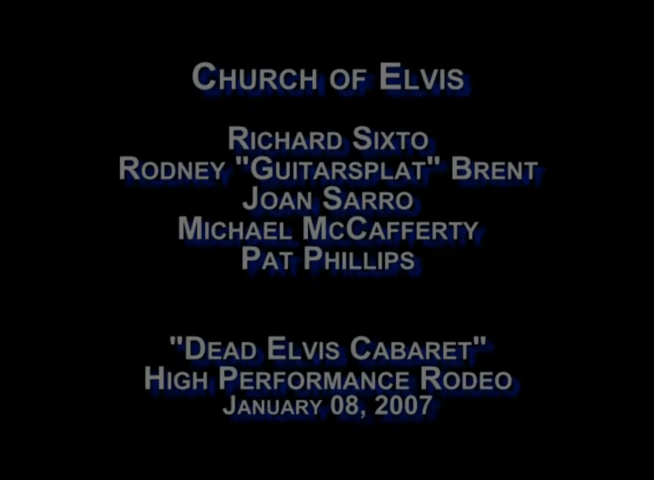 CHURCH OF ELVIS
RICHARD SIXTO
RODNEY "GUITARSPLAT" BRENT
JOAN SARRO
MICHAEL MCCAFFERTY
PAT PHILLIPS
"DEAD ELVIS CABARET"
HIGH PERFORMANCE RODEO
JANUARY 08, 2007